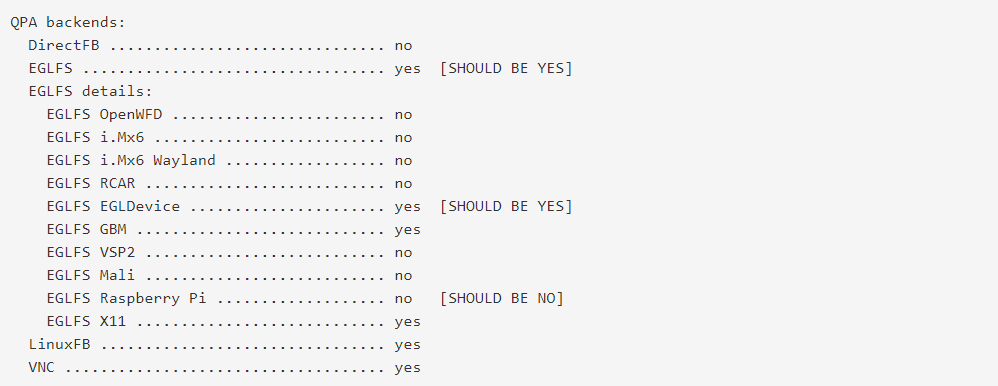 QPA backends:
  DirectFB ............................... no
  EGLFS .................................. yes  [SHOULD BE YES]
  EGLFS details:
    EGLFS OpenWFD ........................ no
    EGLFS i.Mx6 .......................... no
    EGLFS i.Mx6 Wayland .................. no
    EGLFS RCAR ........................... no
    EGLFS EGLDevice ...................... yes  [SHOULD BE YES]
    EGLFS GBM ............................ yes
    EGLFS VSP2 ........................... no
    EGLFS Mali ........................... no
    EGLFS Raspberry Pi ................... no   [SHOULD BE NO]
    EGLFS X11 ............................ yes
  LinuxFB ................................ yes
  VNC .................................... yes